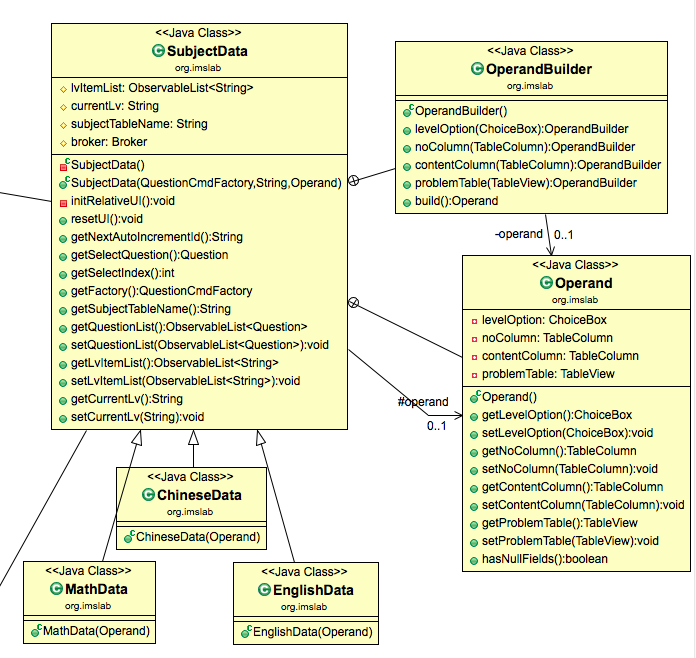 <<Java Class>>
SubjectData
org.imslab
lvItemList: ObservableList<String>
currentLv: String
subjectTableName: String
broker: Broker
SubjectData()
SubjectData(QuestionCmdFactory,String,Operand)
initRelativeUI():void
resetUI():void
getNextAutoIncrementId():String
getSelectQuestion():Question
getSelectIndex():int
getFactory():QuestionCmdFactory
getSubjectTableName():String
getQuestionList():ObservableList<Question>
setQuestionList(ObservableList<Question>):void
getLvItemList():ObservableList<String>
setLvItemList(ObservableList<String>):void
getCurrentLv():String
setCurrentLv(String):void
<<Java Class>>
OperandBuilder
org.imslab
OperandBuilder()
levelOption(ChoiceBox):OperandBuilder
noColumn(TableColumn):OperandBuilder
contentColumn(TableColumn):OperandBuilder
problemTable(TableView):OperandBuilder
build():Operand
-operand 0..1
<<Java Class>>
Operand
org.imslab
levelOption: ChoiceBox
noColumn: TableColumn
contentColumn: TableColumn
problemTable: TableView
Operand()
getLevelOption():ChoiceBox
setLevelOption(ChoiceBox):void
getNoColumn():TableColumn
setNoColumn(TableColumn):void
getContentColumn():TableColumn
setContentColumn(TableColumn):void
getProblemTable():TableView
setProblemTable(TableView):void
hasNullFields():boolean
#operand
0..1
<<Java Class>>
ChineseData
org.imslab
ChineseData(Operand)
<<Java Class>>
MathData
org.imslab
MathData(Operand)
<<Java Class>>
EnglishData
org.imslab
EnglishData(Operand)